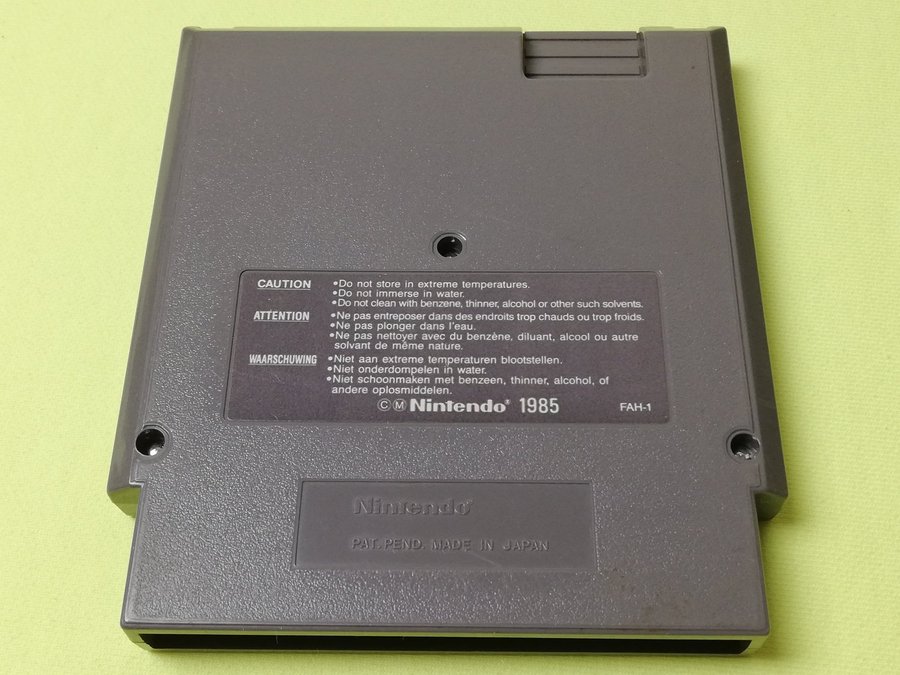 CAUTION •Do not store in extreme temperatures.
•Do not immerse in water.
•Do not clean with benzene, thinner, alcohol or other such solvents.
ATTENTION •Ne pas entreposer dans des endroits trop chauds ou trop froids.
•Ne pas plonger dans l'eau.
•Ne pas nettoyer avec du benzène, diluant, alcool ou autre
solvant de même nature.
WAARSCHUWING •Niet aan extreme temperaturen blootstellen.
•Niet onderdompelen in water.
•Niet schoonmaken met benzeen, thinner, alcohol, of
andere oplosmiddelen.
©Ⓜ Nintendo® 1985 FAH-1
Nintendo®
PAT. PEND. MADE IN JAPAN